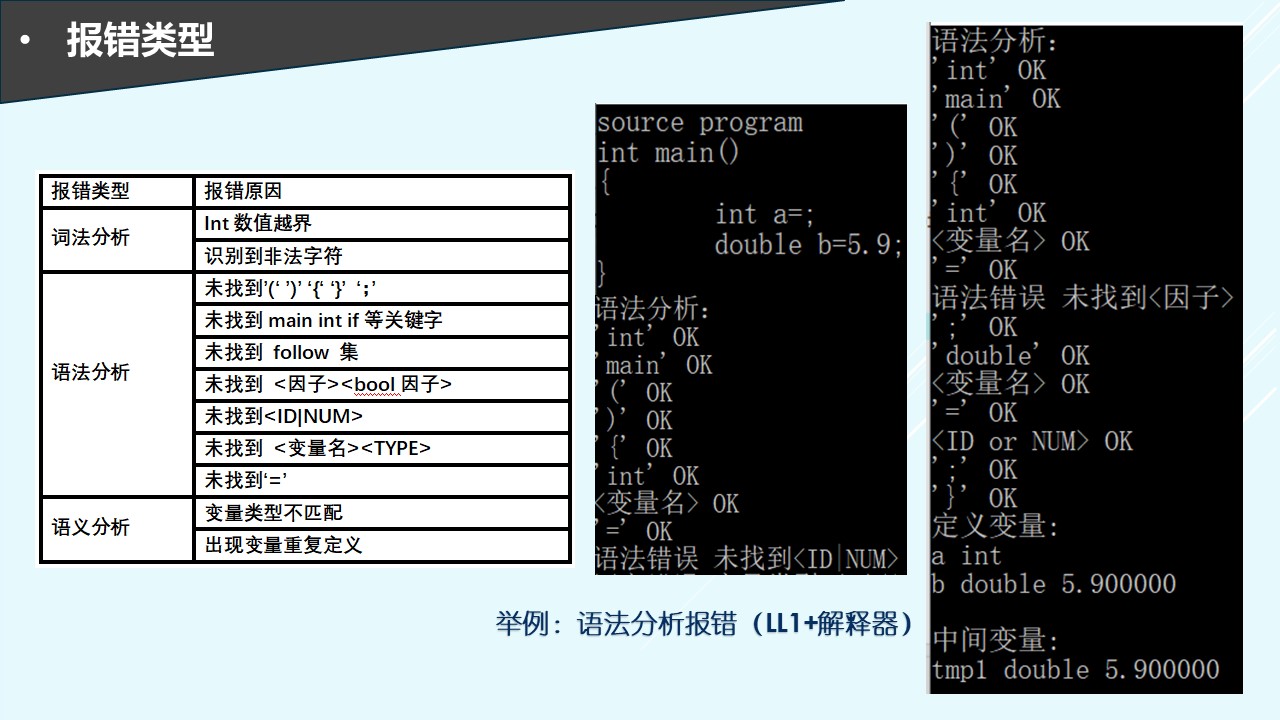 • 报错类型
报错类型 报错原因
词法分析
Int 数值越界
识别到非法字符
语法分析
未找到’(‘ ’)’ ‘{‘ ‘}’ ‘；’
未找到 main int if 等关键字
未找到 follow 集
未找到 <因子><bool 因子>
未找到<ID|NUM>
未找到 <变量名><TYPE>
未找到‘=’
语义分析
变量类型不匹配
出现变量重复定义
source program
int main()
{
int a=;
double b=5.9;
}
语法分析：
'int' OK
'main' OK
'(' OK
')' OK
'{' OK
'int' OK
<变量名> OK
'=' OK
语法错误 未找到<ID|NUM>
举例：语法分析报错（LL1+解释器）
语法分析：
'int' OK
'main' OK
'(' OK
')' OK
'{' OK
'int' OK
<变量名> OK
'=' OK
语法错误 未找到<因子>
';' OK
'double' OK
<变量名> OK
'=' OK
<ID or NUM> OK
';' OK
'}' OK
定义变量：
a int
b double 5.900000
中间变量：
tmp1 double 5.900000